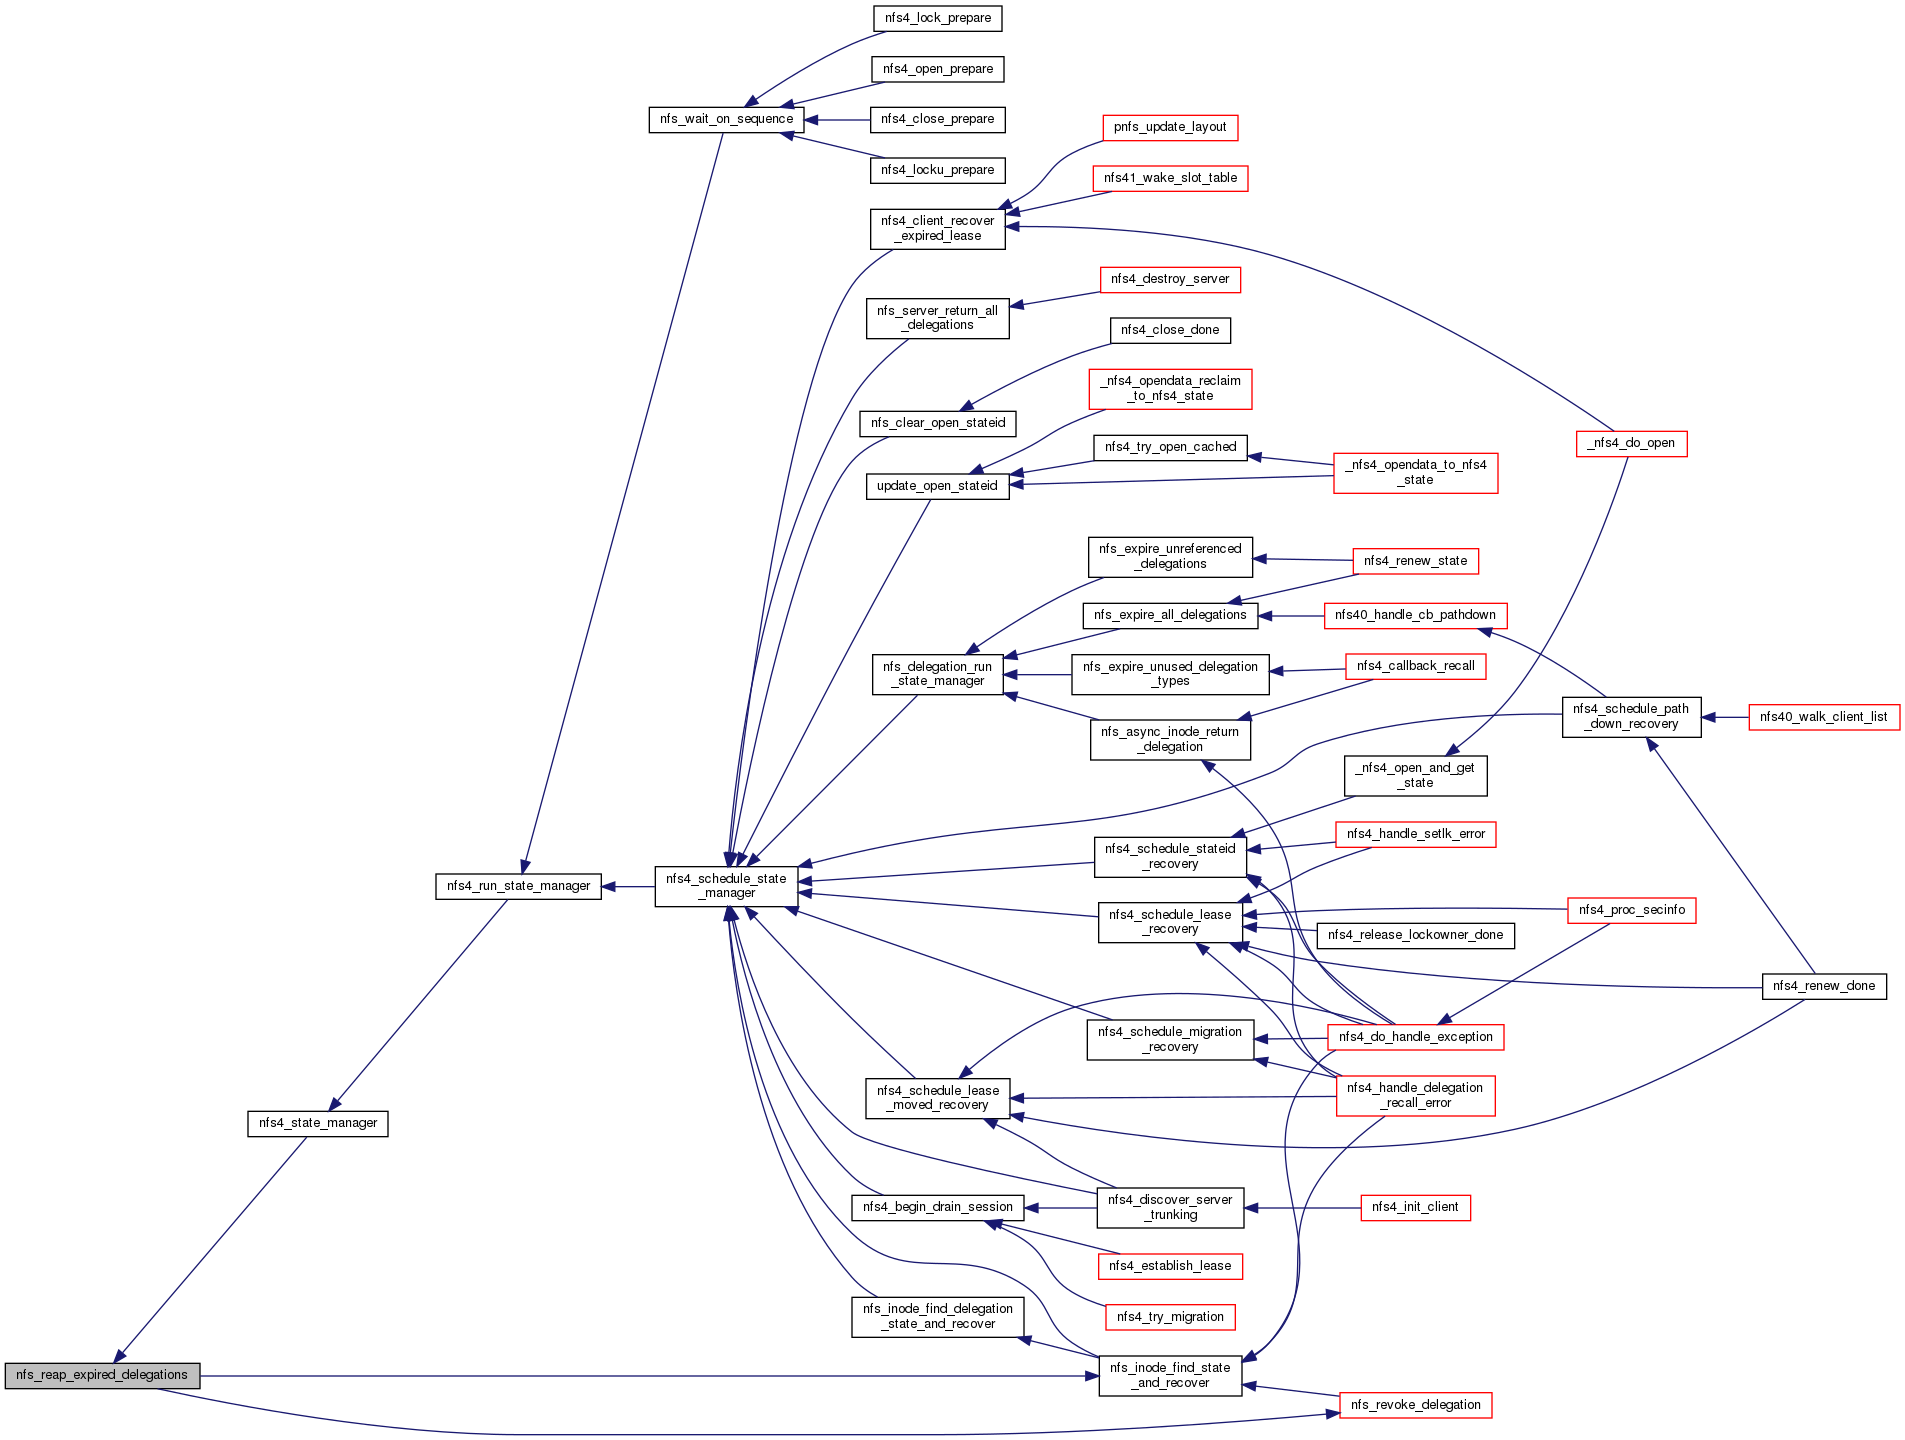 nfs4_lock_prepare
nfs4_open_prepare
nfs_wait_on_sequence
nfs4_close_prepare
nfs4_locku_prepare
pnfs_update_layout
nfs41_wake_slot_table
nfs4_client_recover
_expired_lease
nfs4_destroy_server
nfs_server_return_all
_delegations
nfs4_close_done
_nfs4_opendata_reclaim
_to_nfs4_state
nfs_clear_open_stateid
nfs4_try_open_cached
_nfs4_do_open
_nfs4_opendata_to_nfs4
_state
update_open_stateid
nfs_expire_unreferenced
_delegations
nfs4_renew_state
nfs_expire_all_delegations
nfs40_handle_cb_pathdown
nfs_delegation_run
_state_manager
nfs_expire_unused_delegation
_types
nfs4_callback_recall
nfs4_schedule_path
_down_recovery
nfs40_walk_client_list
nfs_async_inode_return
_delegation
_nfs4_open_and_get
_state
nfs4_handle_setlk_error
nfs4_schedule_stateid
_recovery
nfs4_run_state_manager
nfs4_schedule_state
_manager
nfs4_schedule_lease
_recovery
nfs4_proc_secinfo
nfs4_release_lockowner_done
nfs4_renew_done
nfs4_schedule_migration
_recovery
nfs4_do_handle_exception
nfs4_schedule_lease
_moved_recovery
nfs4_handle_delegation
_recall_error
nfs4_state_manager
nfs4_begin_drain_session
nfs4_discover_server
_trunking
nfs4_init_client
nfs4_establish_lease
nfs_inode_find_delegation
_state_and_recover
nfs4_try_migration
nfs_reap_expired_delegations
nfs_inode_find_state
_and_recover
nfs_revoke_delegation